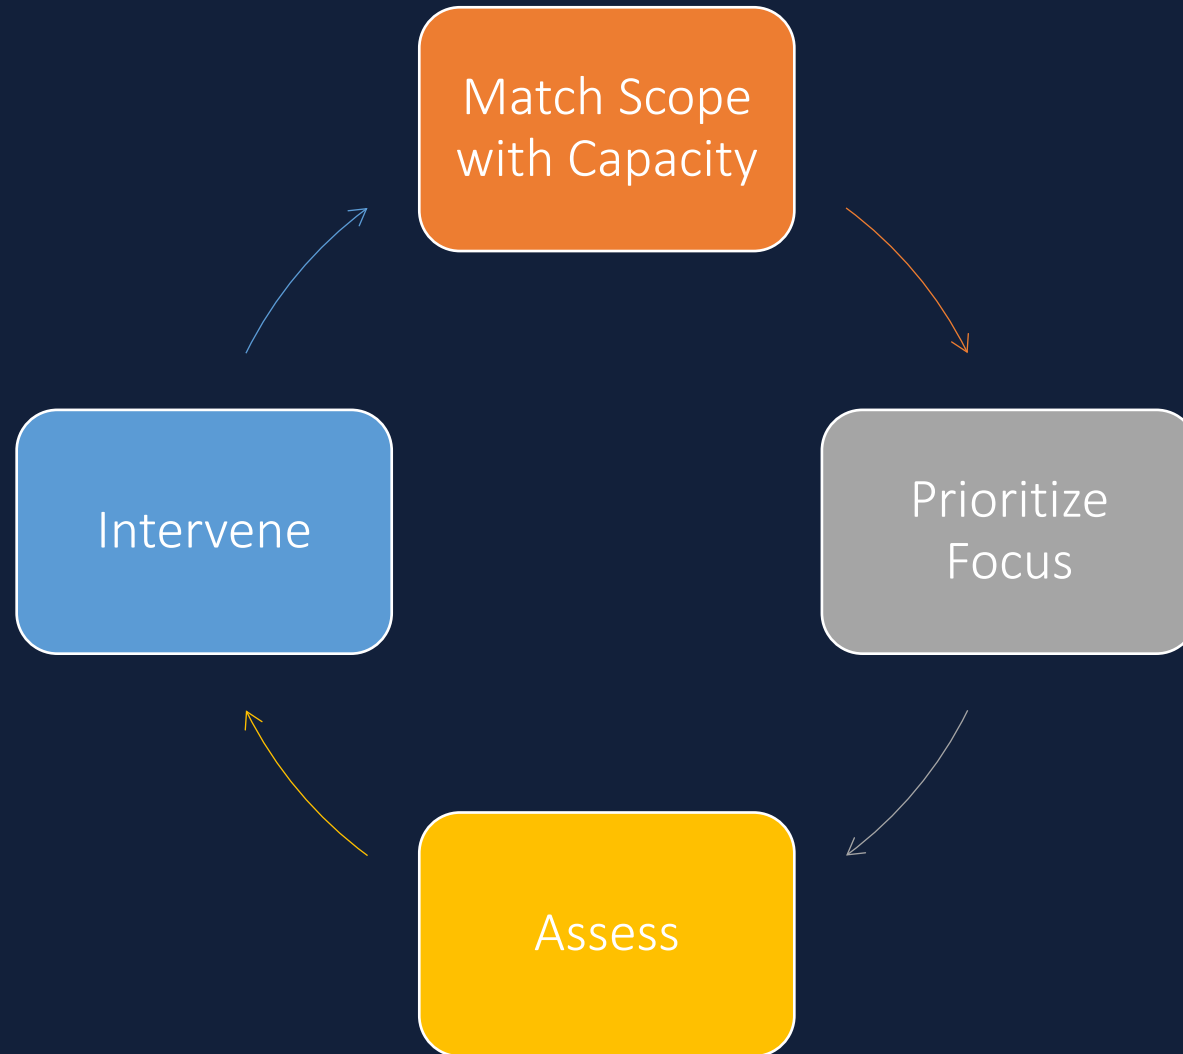 Match Scope
with Capacity
Prioritize
Focus
Assess
Intervene